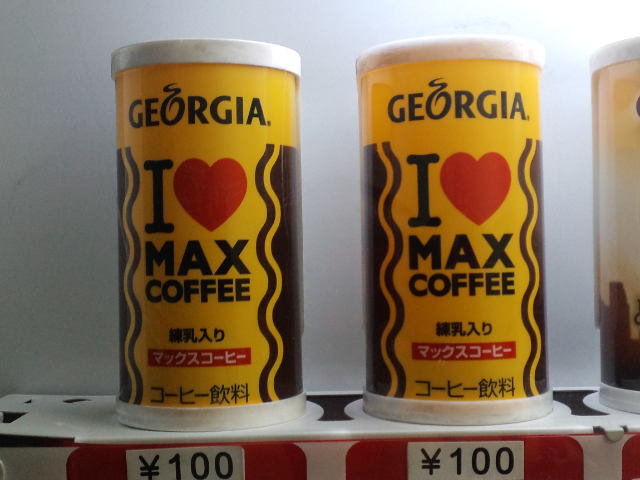 GEORGIA®
I ♥
MAX
COFFEE
練乳入り
マックスコーヒー
コーヒー飲料
¥100
GEORGIA®
I ♥
MAX
COFFEE
練乳入り
マックスコーヒー
コーヒー飲料
¥100